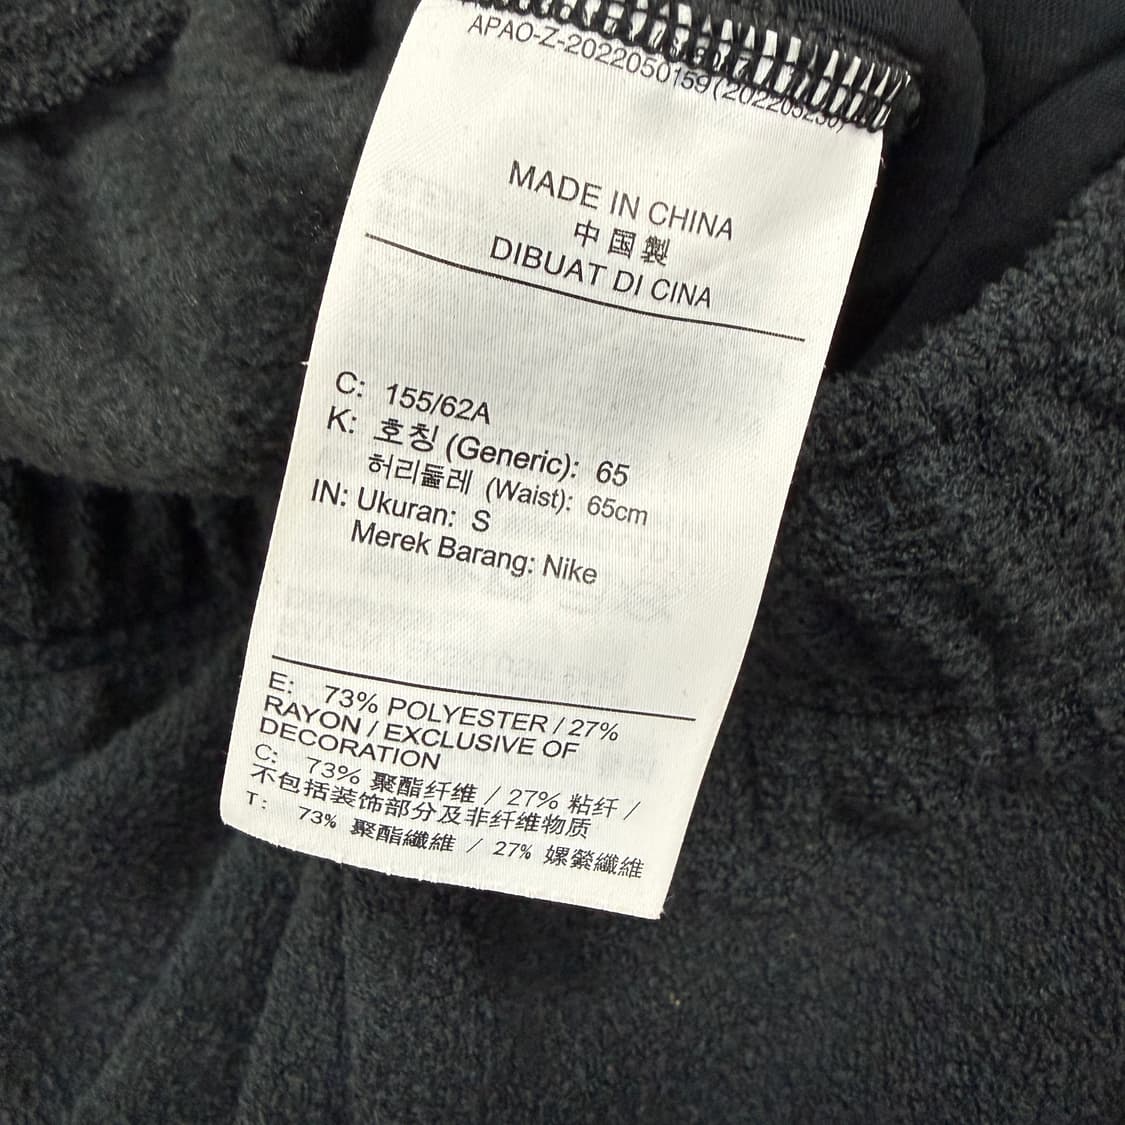 APAO-Z-2022050159(20220523
MADE IN CHINA
中国製
DIBUAT DI CINA
C: 155/62A
K: 호칭 (Generic): 65
허리둘레 (Waist): 65cm
IN: Ukuran: S
Merek Barang: Nike
E: 73% POLYESTER / 27%
RAYON / EXCLUSIVE OF
DECORATION
C: 73% 聚酯纤维 / 27% 粘纤 /
不包括装饰部分及非纤维物质
T: 73% 聚酯纖維 / 27% 嫘縈纖維